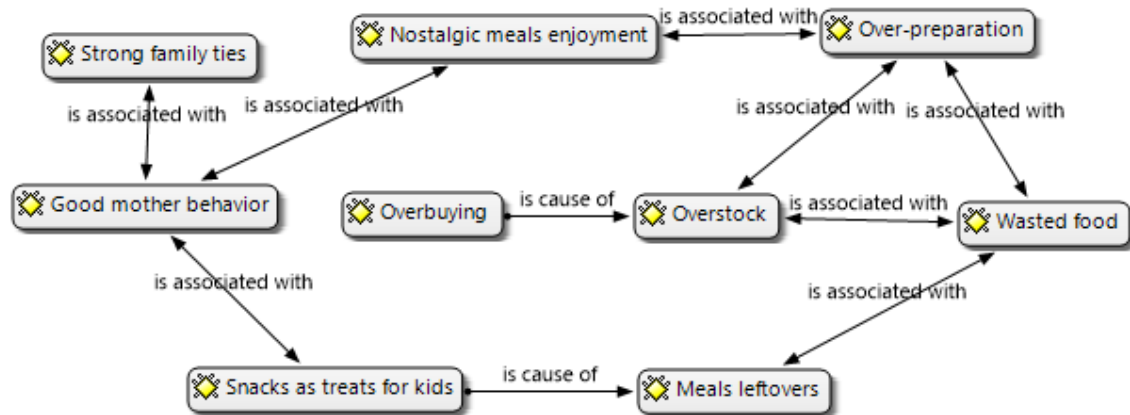 is associated with
Nostalgic meals enjoyment
Over-preparation
Strong family ties
is associated with
is associated with
is associated with
is associated with
Good mother behavior
Overbuying
is cause of
Overstock
is associated with
Wasted food
is associated with
is associated with
Snacks as treats for kids
is cause of
Meals leftovers